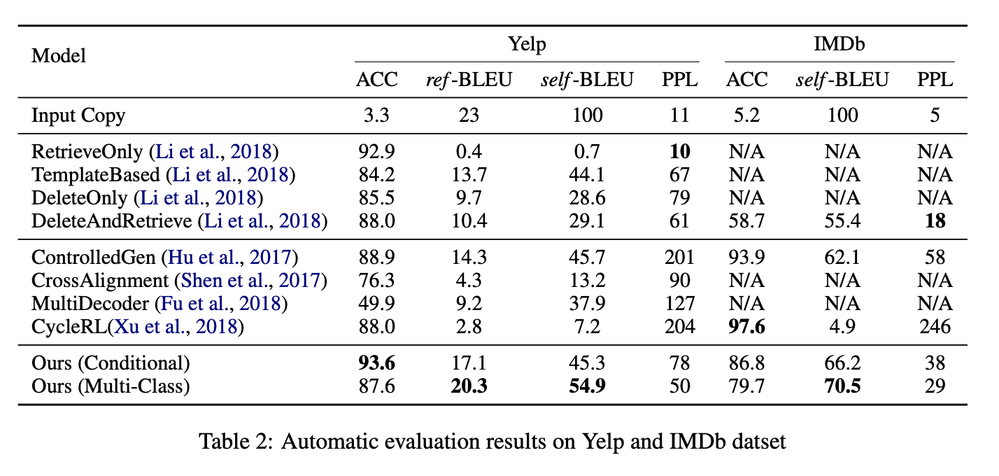 Model Yelp IMDb
ACC ref-BLEU self-BLEU PPL ACC self-BLEU PPL
Input Copy 3.3 23 100 11 5.2 100 5
RetrieveOnly (Li et al., 2018) 92.9 0.4 0.7 10 N/A N/A N/A
TemplateBased (Li et al., 2018) 84.2 13.7 44.1 67 N/A N/A N/A
DeleteOnly (Li et al., 2018) 85.5 9.7 28.6 79 N/A N/A N/A
DeleteAndRetrieve (Li et al., 2018) 88.0 10.4 29.1 61 58.7 55.4 18
ControlledGen (Hu et al., 2017) 88.9 14.3 45.7 201 93.9 62.1 58
CrossAlignment (Shen et al., 2017) 76.3 4.3 13.2 90 N/A N/A N/A
MultiDecoder (Fu et al., 2018) 49.9 9.2 37.9 127 N/A N/A N/A
CycleRL(Xu et al., 2018) 88.0 2.8 7.2 204 97.6 4.9 246
Ours (Conditional) 93.6 17.1 45.3 78 86.8 66.2 38
Ours (Multi-Class) 87.6 20.3 54.9 50 79.7 70.5 29
Table 2: Automatic evaluation results on Yelp and IMDb datset